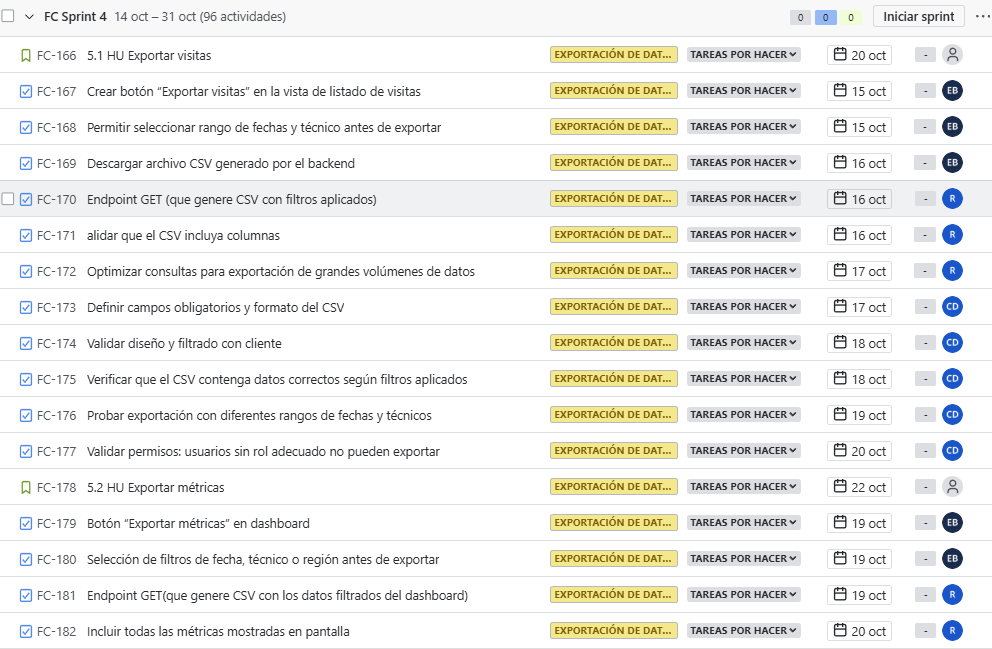 FC Sprint 4 14 oct – 31 oct (96 actividades) 0 0 0 Iniciar sprint ...
FC-166 5.1 HU Exportar visitas EXPORTACIÓN DE DAT... TAREAS POR HACER 20 oct -
FC-167 Crear botón “Exportar visitas” en la vista de listado de visitas EXPORTACIÓN DE DAT... TAREAS POR HACER 15 oct - EB
FC-168 Permitir seleccionar rango de fechas y técnico antes de exportar EXPORTACIÓN DE DAT... TAREAS POR HACER 15 oct - EB
FC-169 Descargar archivo CSV generado por el backend EXPORTACIÓN DE DAT... TAREAS POR HACER 16 oct - EB
FC-170 Endpoint GET (que genere CSV con filtros aplicados) EXPORTACIÓN DE DAT... TAREAS POR HACER 16 oct - R
FC-171 alidar que el CSV incluya columnas EXPORTACIÓN DE DAT... TAREAS POR HACER 16 oct - R
FC-172 Optimizar consultas para exportación de grandes volúmenes de datos EXPORTACIÓN DE DAT... TAREAS POR HACER 17 oct - R
FC-173 Definir campos obligatorios y formato del CSV EXPORTACIÓN DE DAT... TAREAS POR HACER 17 oct - CD
FC-174 Validar diseño y filtrado con cliente EXPORTACIÓN DE DAT... TAREAS POR HACER 18 oct - CD
FC-175 Verificar que el CSV contenga datos correctos según filtros aplicados EXPORTACIÓN DE DAT... TAREAS POR HACER 18 oct - CD
FC-176 Probar exportación con diferentes rangos de fechas y técnicos EXPORTACIÓN DE DAT... TAREAS POR HACER 19 oct - CD
FC-177 Validar permisos: usuarios sin rol adecuado no pueden exportar EXPORTACIÓN DE DAT... TAREAS POR HACER 20 oct - CD
FC-178 5.2 HU Exportar métricas EXPORTACIÓN DE DAT... TAREAS POR HACER 22 oct -
FC-179 Botón “Exportar métricas” en dashboard EXPORTACIÓN DE DAT... TAREAS POR HACER 19 oct - EB
FC-180 Selección de filtros de fecha, técnico o región antes de exportar EXPORTACIÓN DE DAT... TAREAS POR HACER 19 oct - EB
FC-181 Endpoint GET(que genere CSV con los datos filtrados del dashboard) EXPORTACIÓN DE DAT... TAREAS POR HACER 19 oct - R
FC-182 Incluir todas las métricas mostradas en pantalla EXPORTACIÓN DE DAT... TAREAS POR HACER 20 oct - R